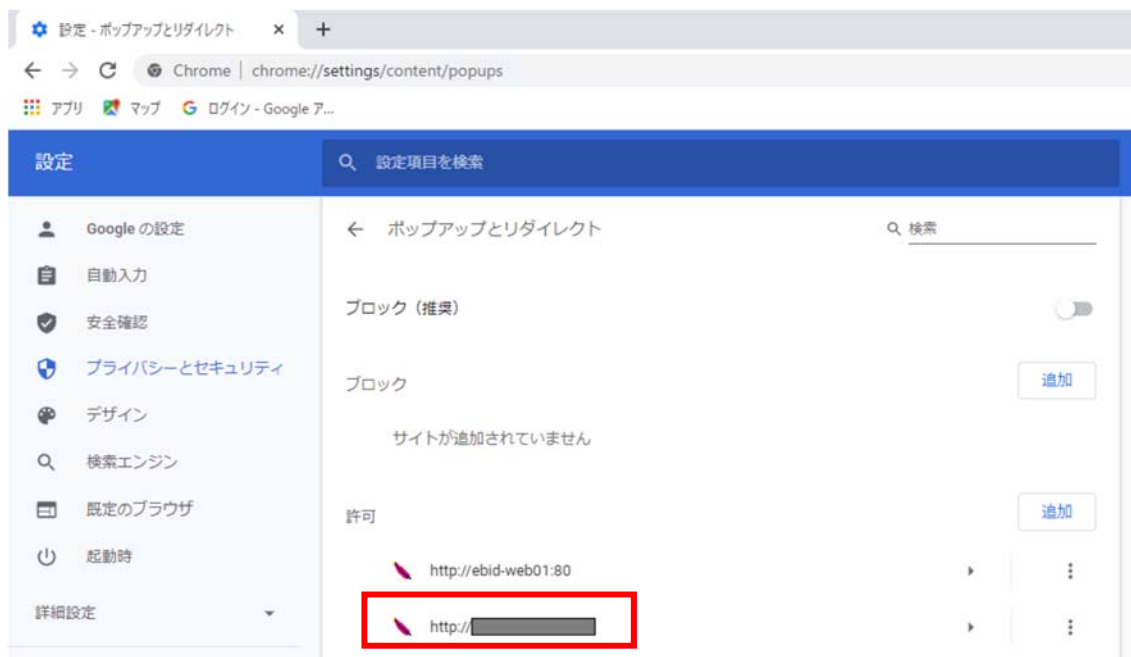 設定 - ポップアップとリダイレクト
Chrome | chrome://settings/content/popups
アプリ マップ ログイン - Google ア...
設定
設定項目を検索
Google の設定
自動入力
安全確認
プライバシーとセキュリティ
デザイン
検索エンジン
既定のブラウザ
起動時
詳細設定
ポップアップとリダイレクト
検索
ブロック（推奨）
ブロック
追加
サイトが追加されていません
許可
追加
http://ebid-web01:80
http://